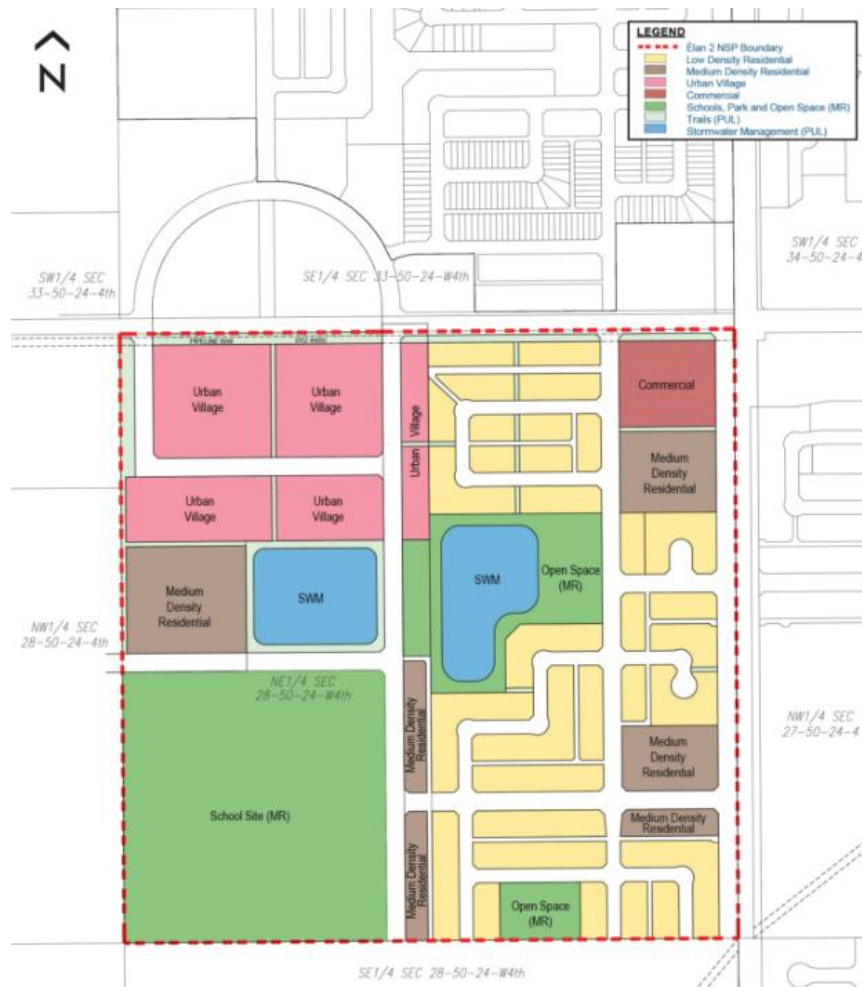 N
LEGEND
Élan 2 NSP Boundary
Low Density Residential
Medium Density Residential
Urban Village
Commercial
Schools, Park and Open Space (MR)
Trails (PUL)
Stormwater Management (PUL)
SW1/4 SEC
33-50-24-4th
SE1/4 SEC 33-50-24-W4th
SW1/4 SEC
34-50-24-4
PIPELINE R/W
Urban
Village
Urban
Village
Urban Village
Commercial
Medium
Density
Residential
Urban
Village
Urban
Village
Medium
Density
Residential
SWM
SWM
Open Space
(MR)
NW1/4 SEC
28-50-24-4th
NE1/4 SEC
28-50-24-W4th
NW1/4 SEC
27-50-24-4
Medium Density
Residential
Medium
Density
Residential
School Site (MR)
Medium Density
Residential
Medium Density
Residential
Open Space
(MR)
SE1/4 SEC 28-50-24-W4th